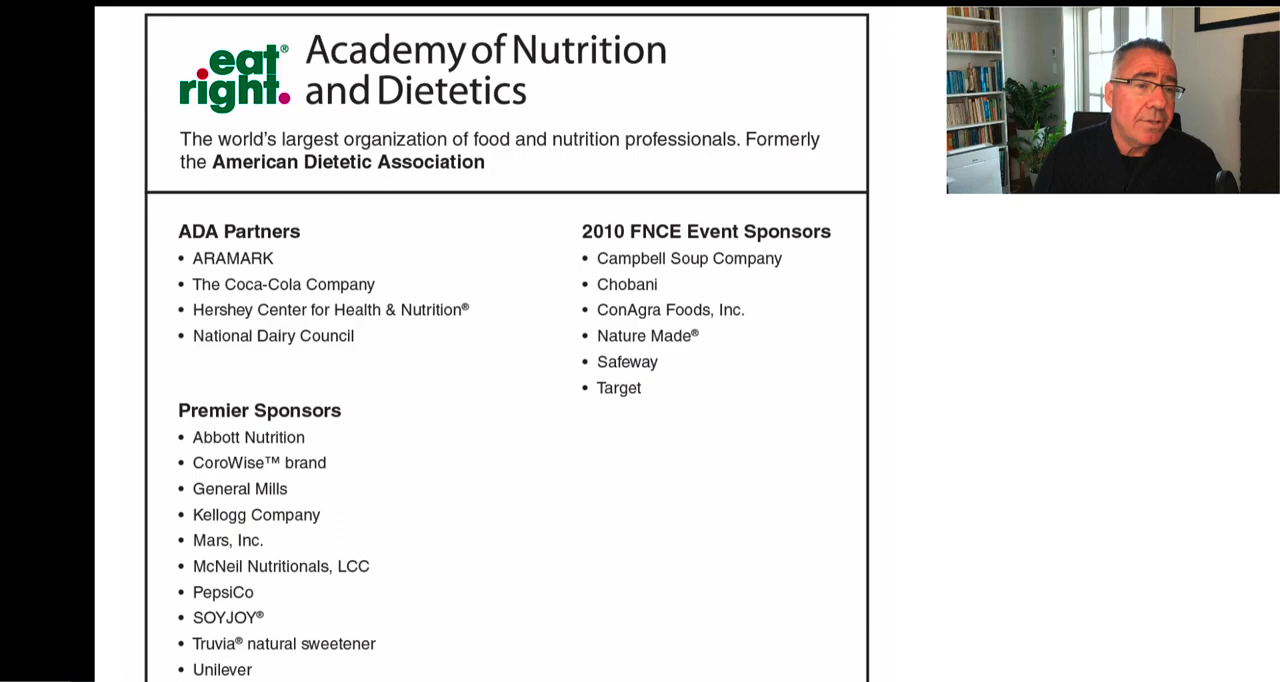 eat®
right.
Academy of Nutrition
and Dietetics
The world's largest organization of food and nutrition professionals. Formerly
the American Dietetic Association
ADA Partners
• ARAMARK
• The Coca-Cola Company
• Hershey Center for Health & Nutrition®
• National Dairy Council
Premier Sponsors
• Abbott Nutrition
• CoroWise™ brand
• General Mills
• Kellogg Company
• Mars, Inc.
• McNeil Nutritionals, LCC
• PepsiCo
• SOYJOY®
• Truvia® natural sweetener
• Unilever
2010 FNCE Event Sponsors
• Campbell Soup Company
• Chobani
• ConAgra Foods, Inc.
• Nature Made®
• Safeway
• Target